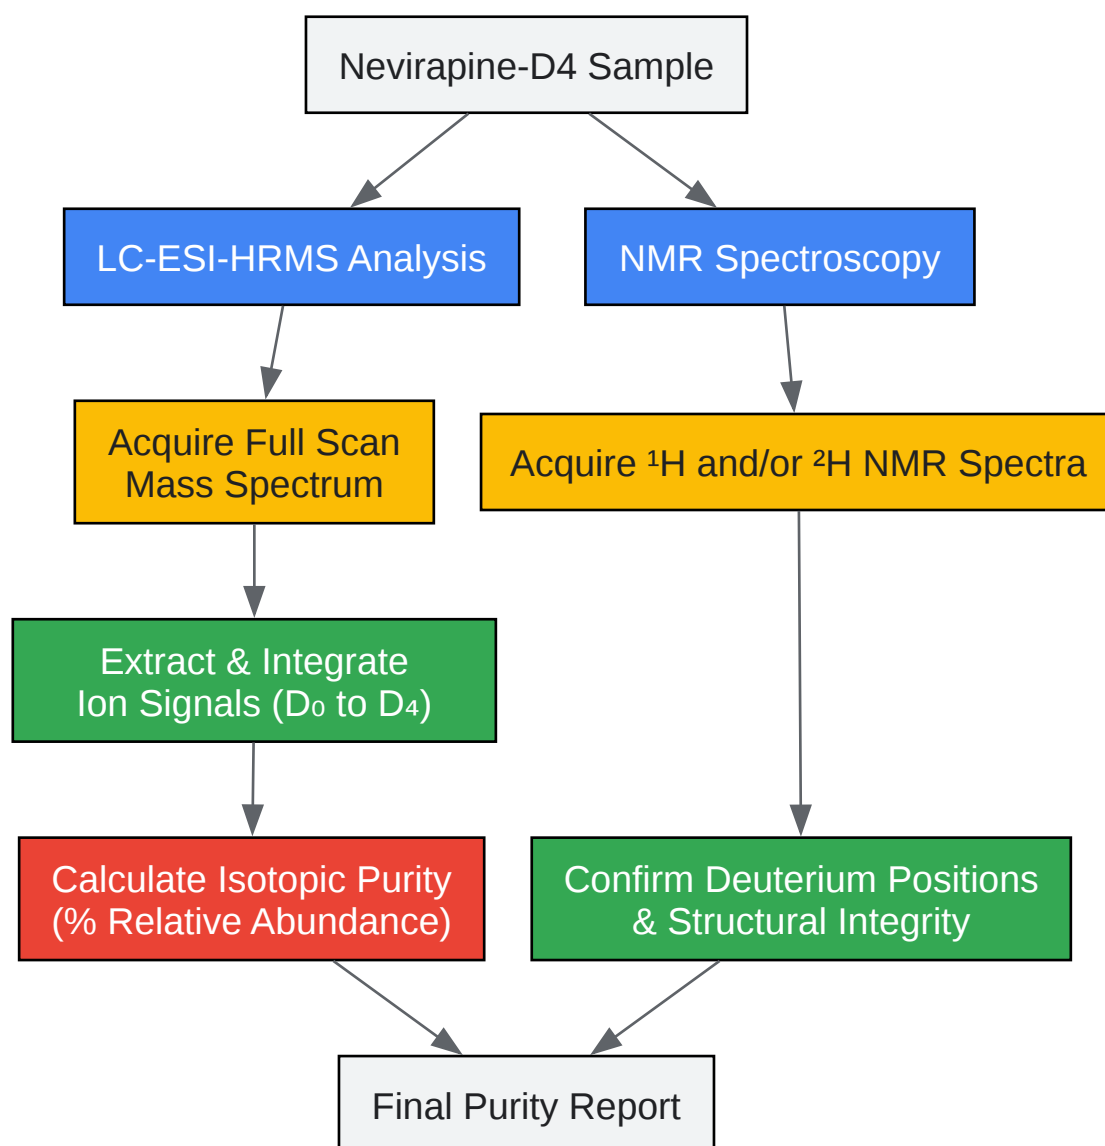 Nevirapine-D4 Sample
LC-ESI-HRMS Analysis
NMR Spectroscopy
Acquire Full Scan
Mass Spectrum
Acquire ¹H and/or ²H NMR Spectra
Extract & Integrate
Ion Signals (D₀ to D₄)
Calculate Isotopic Purity
(% Relative Abundance)
Confirm Deuterium Positions
& Structural Integrity
Final Purity Report